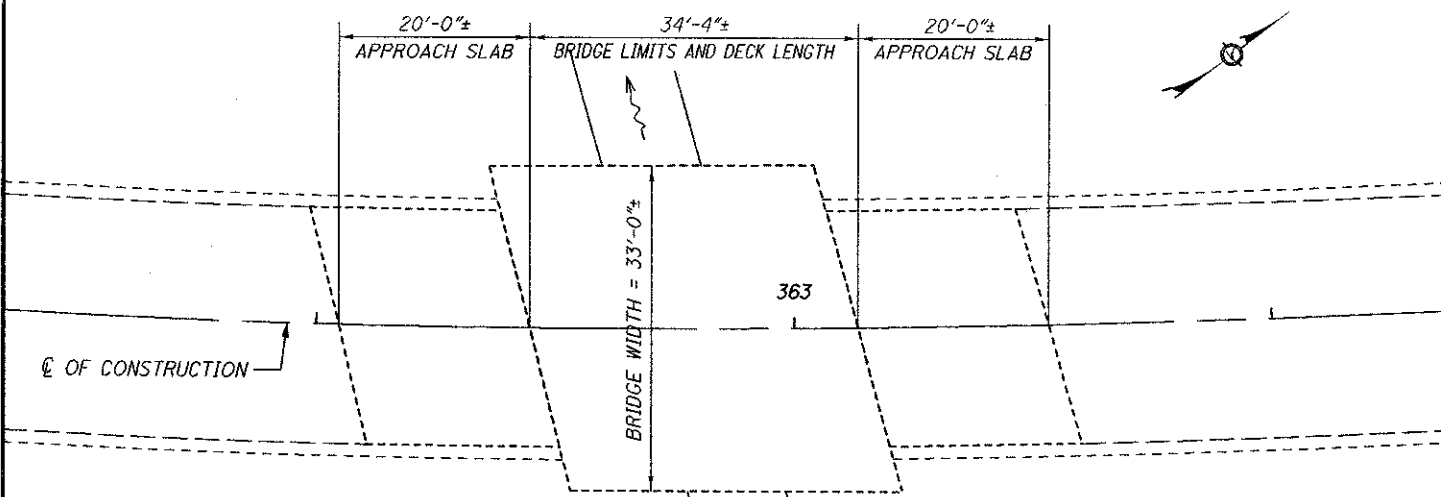 20'-0"± 34'-4"± 20'-0"±
APPROACH SLAB BRIDGE LIMITS AND DECK LENGTH APPROACH SLAB
BRIDGE WIDTH = 33'-0"±
363
℄ OF CONSTRUCTION